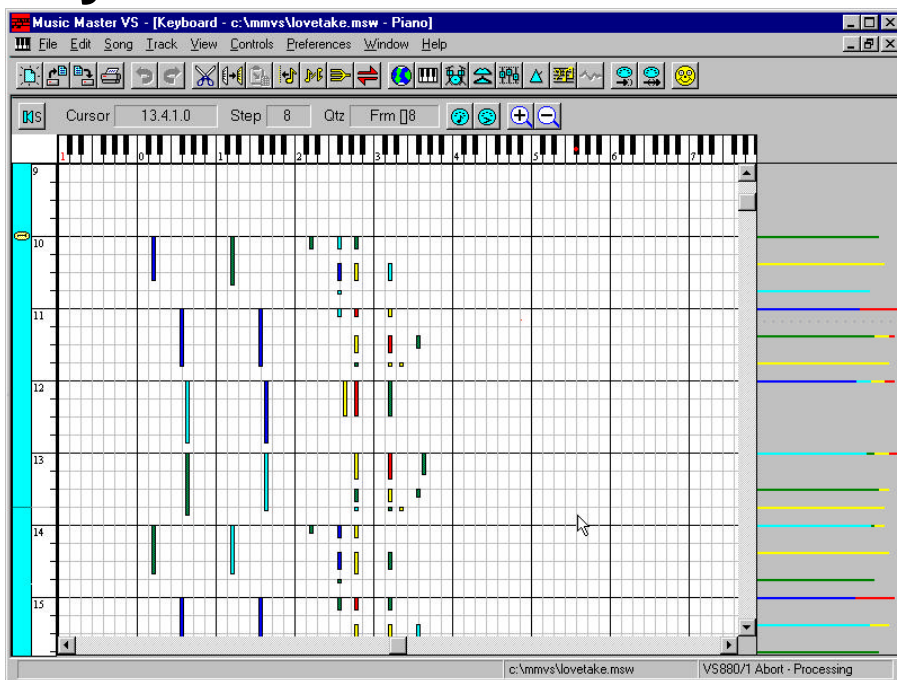 Music Master VS - [Keyboard - c:\mmvs\lovetake.msw - Piano]
File Edit Song Track View Controls Preferences Window Help
S Cursor 13.4.1.0 Step 8 Qtz Frm []8
1 0 1 2 3 4 5 6 7
9
10
11
12
13
14
15
c:\mmvs\lovetake.msw VS880/1 Abort - Processing